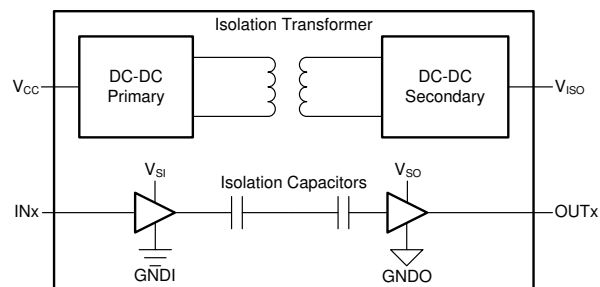 Isolation Transformer
DC-DC
Primary
DC-DC
Secondary
VCC
VISO
VSI
Isolation Capacitors
VSO
INx
OUTx
GNDI
GNDO